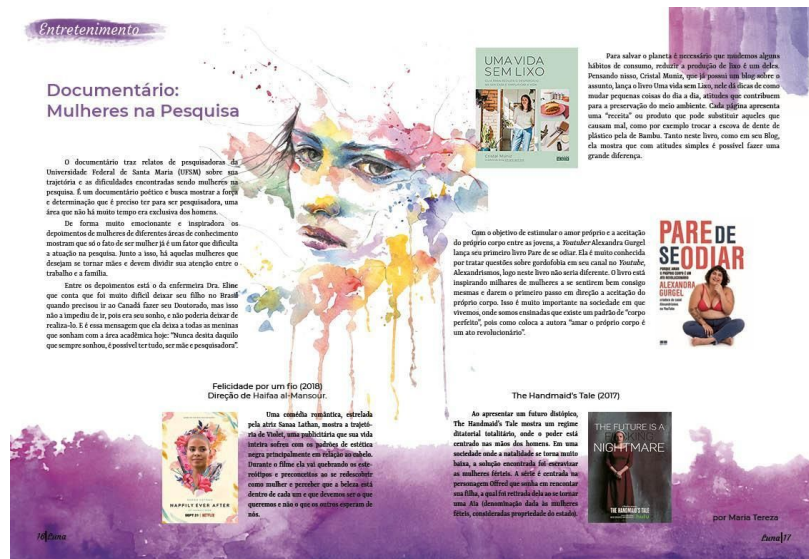 Entretenimento
Documentário:
Mulheres na Pesquisa
O documentário traz relatos de pesquisadoras da
Universidade Federal de Santa Maria (UFSM) sobre sua
trajetória e as dificuldades encontradas sendo mulheres na
pesquisa. É um documentário poético e busca mostrar a força
e determinação que é preciso ter para ser pesquisadora, uma
área que não há muito tempo era exclusiva dos homens.
De forma muito emocionante e inspiradora os
depoimentos de mulheres de diferentes áreas de conhecimento
mostram que só o fato de ser mulher já é um fator que dificulta
a atuação na pesquisa. Junto a isso, há aquelas mulheres que
desejam se tornar mães e devem dividir sua atenção entre o
trabalho e a família.
Entre os depoimentos está o da enfermeira Dra. Eline
que conta que foi muito difícil deixar seu filho no Brasil
quando precisou ir ao Canadá fazer seu Doutorado, mas isso
não a impediu de ir, pois era seu sonho, e não poderia deixar de
realiza-lo. E é essa mensagem que ela deixa a todas as meninas
que sonham com a área acadêmica hoje: "Nunca desita daquilo
que sempre sonhou, é possível ter tudo, ser mãe e pesquisadora".
UMA VIDA
SEM LIXO
Para salvar o planeta é necessário que mudemos alguns
hábitos de consumo, reduzir a produção de lixo é um deles.
Pensando nisso, Cristal Muniz, que já possui um blog sobre o
assunto, lança o livro Uma vida sem Lixo, nele dá dicas de como
mudar pequenas coisas do dia a dia, atitudes que contribuem
para a preservação do meio ambiente. Cada página apresenta
uma "receita" ou produto que pode substituir aqueles que
causam mal, como por exemplo trocar a escova de dente de
plástico pela de Bambu. Tanto neste livro, como em seu Blog,
ela mostra que com atitudes simples é possível fazer uma
grande diferença.
Com o objetivo de estimular o amor próprio e a aceitação
do próprio corpo entre as jovens, a Youtuber Alexandra Gurgel
lança seu primeiro livro Pare de se odiar. Ela é muito conhecida
por tratar questões sobre gordofobia em seu canal no Youtube,
Alexandrismos, logo neste livro não seria diferente. O livro está
inspirando milhares de mulheres a se sentirem bem consigo
mesmas e darem o primeiro passo em direção a aceitação do
próprio corpo. Isso é muito importante na sociedade em que
vivemos, onde somos ensinadas que existe um padrão de "corpo
perfeito", pois como coloca a autora "amar o próprio corpo é
um ato revolucionário".
PARE DE
SE ODIAR
ALEXANDRA
GURGEL
Felicidade por um fio (2018)
Direção de Haifaa al-Mansour.
HAPPILY EVER AFTER
SEPT 21 | NETFLIX
Uma comédia romântica, estrelada
pela atriz Sanaa Lathan, mostra a trajetó-
ria de Violet, uma publicitária que sua vida
inteira sofreu com os padrões de estética
negra principalmente em relação ao cabelo.
Durante o filme ela vai quebrando os este-
reótipos e preconceitos ao se redescobrir
como mulher e perceber que a beleza está
dentro de cada um e que devemos ser o que
queremos e não o que os outros esperam de
nós.
The Handmaid's Tale (2017)
Ao apresentar um futuro distópico,
The Handmaid's Tale mostra um regime
ditatorial totalitário, onde o poder está
centrado nas mãos dos homens. Em uma
sociedade onde a natalidade se torna muito
baixa, a solução encontrada foi escravizar
as mulheres férteis. A série é centrada na
personagem Offred que sonha em rencontar
sua filha, a qual foi retirada dela ao se tornar
uma Aia (denominação dada às mulheres
féteis, consideradas propriedade do estado).
THE FUTURE IS A
NIGHTMARE
THE HANDMAID'S TALE
por Maria Tereza
16|Luna
Luna|17